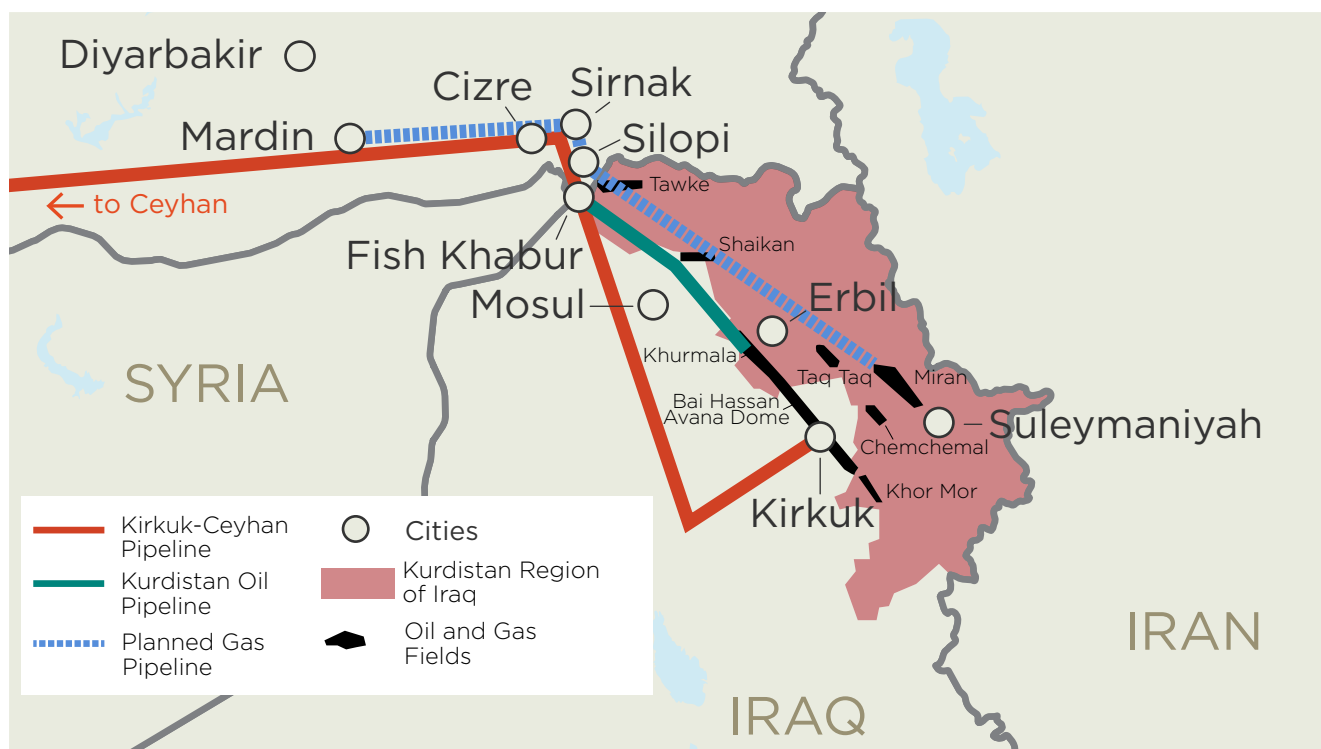 Diyarbakir
Cizre
Sirnak
Mardin
Silopi
Tawke
← to Ceyhan
Fish Khabur
Shaikan
Mosul
Erbil
Khurmala
SYRIA
Taq Taq
Miran
Bai Hassan
Avana Dome
Suleymaniyah
Chemchemal
Khor Mor
Kirkuk
Kirkuk-Ceyhan
Pipeline
Kurdistan Oil
Pipeline
Planned Gas
Pipeline
Cities
Kurdistan Region
of Iraq
Oil and Gas
Fields
IRAN
IRAQ